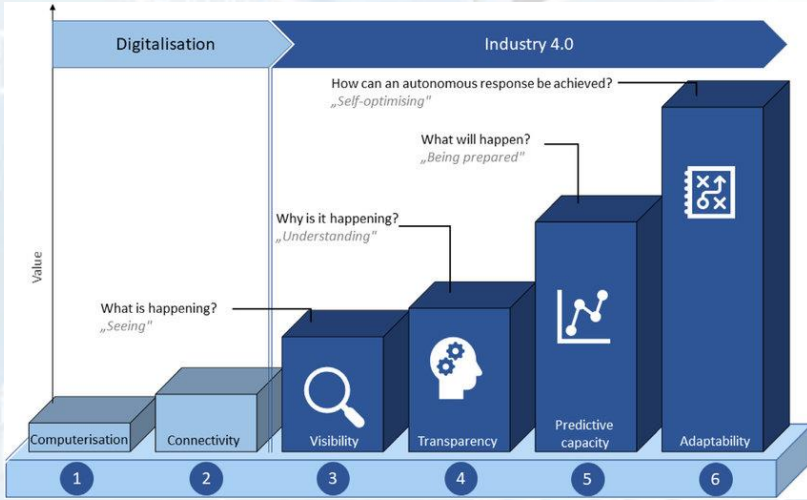 Digitalisation
Industry 4.0
How can an autonomous response be achieved?
„Self-optimising"
What will happen?
„Being prepared"
Why is it happening?
„Understanding"
What is happening?
„Seeing"
Value
Computerisation
Connectivity
Visibility
Transparency
Predictive
capacity
Adaptability
1
2
3
4
5
6